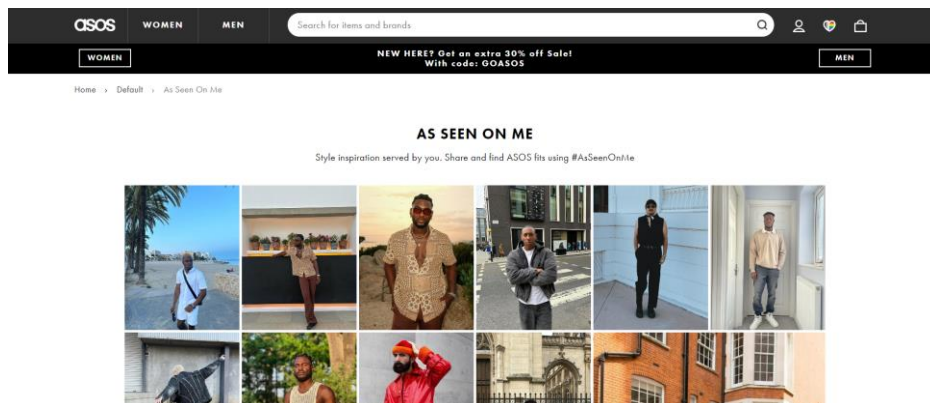 asos
WOMEN
MEN
Search for items and brands
WOMEN
NEW HERE? Get an extra 30% off Sale!
With code: GOASOS
MEN
Home › Default › As Seen On Me
AS SEEN ON ME
Style inspiration served by you. Share and find ASOS fits using #AsSeenOnMe